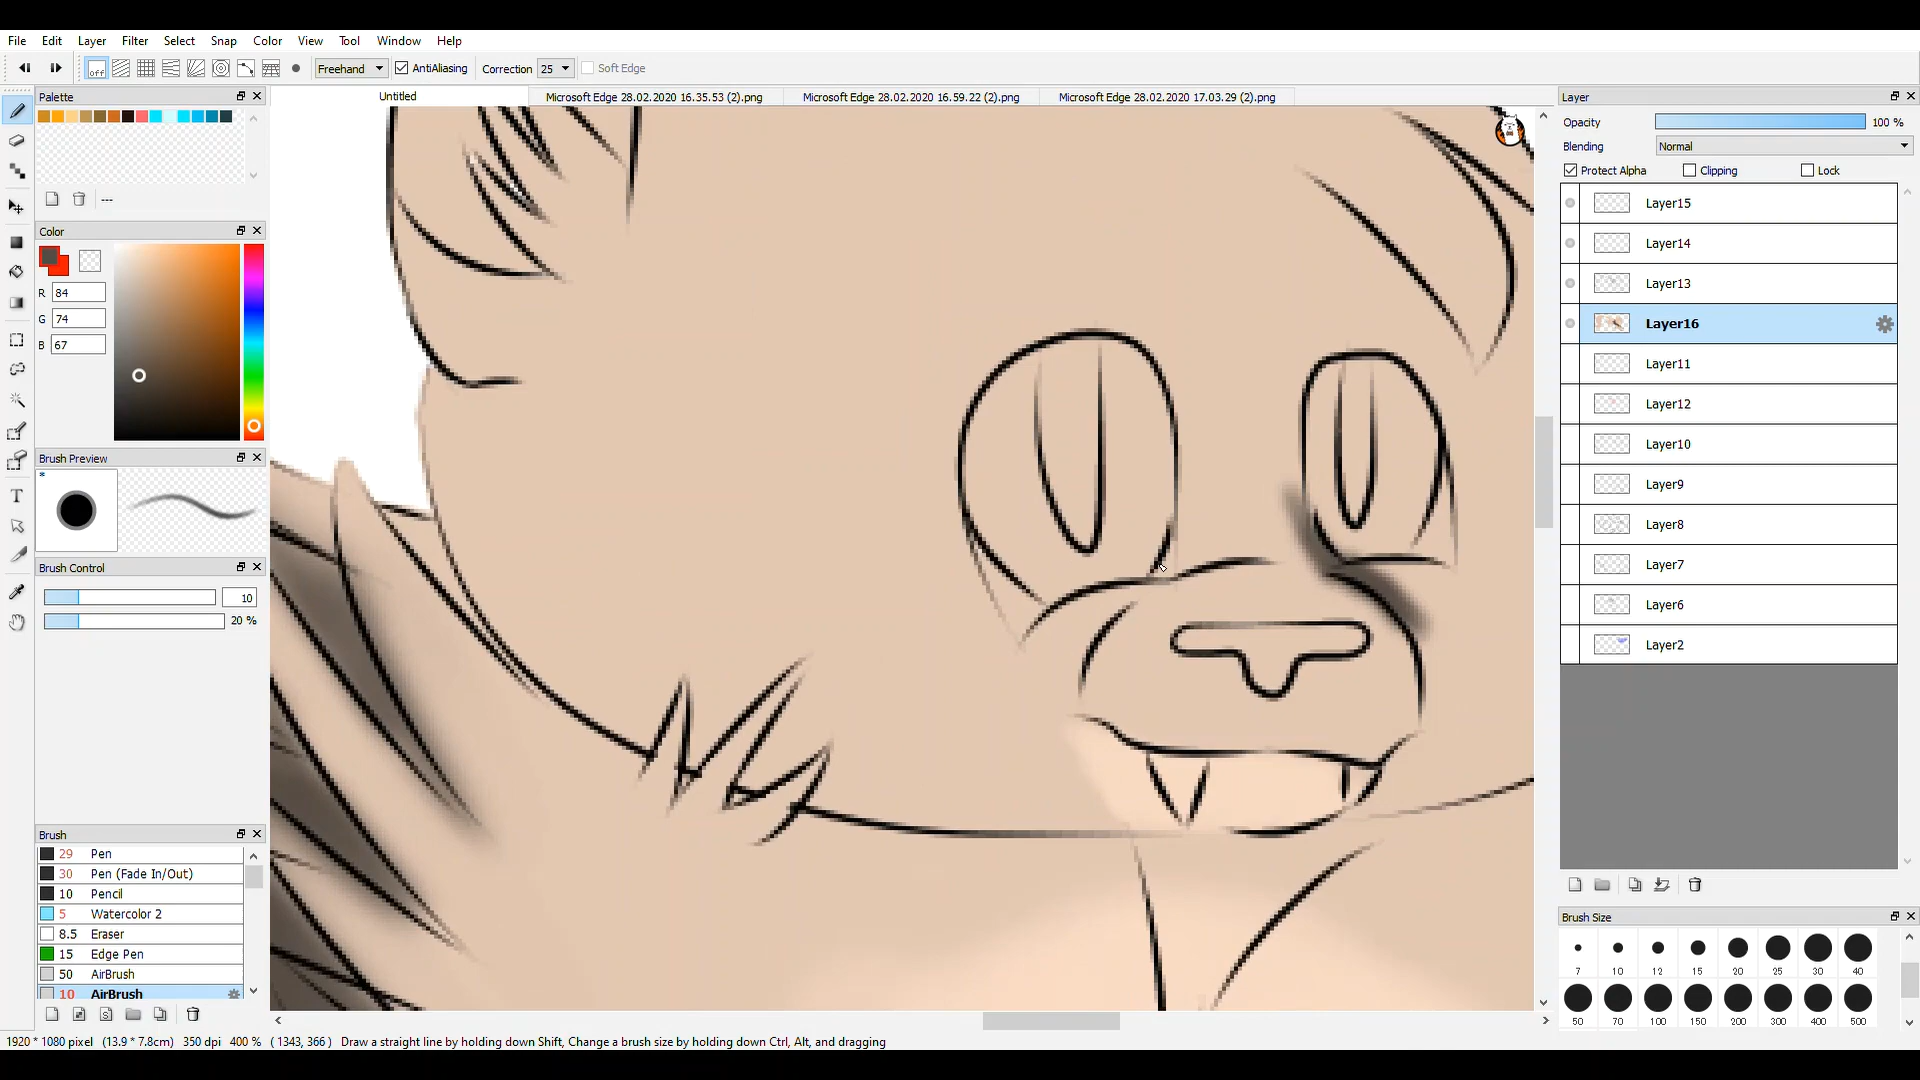 File Edit Layer Filter Select Snap Color View Tool Window Help
off Freehand AntiAliasing Correction 25 Soft Edge
Palette
Untitled
Microsoft Edge 28.02.2020 16.35.53 (2).png
Microsoft Edge 28.02.2020 16.59.22 (2).png
Microsoft Edge 28.02.2020 17.03.29 (2).png
---
Color
R 84
G 74
B 67
Brush Preview
*
Brush Control
10
20 %
Brush
29 Pen
30 Pen (Fade In/Out)
10 Pencil
5 Watercolor 2
8.5 Eraser
15 Edge Pen
50 AirBrush
10 AirBrush
Layer
Opacity 100 %
Blending Normal
Protect Alpha Clipping Lock
Layer15
Layer14
Layer13
Layer16
Layer11
Layer12
Layer10
Layer9
Layer8
Layer7
Layer6
Layer2
Brush Size
7 10 12 15 20 25 30 40
50 70 100 150 200 300 400 500
1920 * 1080 pixel (13.9 * 7.8cm) 350 dpi 400 % ( 1343, 366 ) Draw a straight line by holding down Shift, Change a brush size by holding down Ctrl, Alt, and dragging